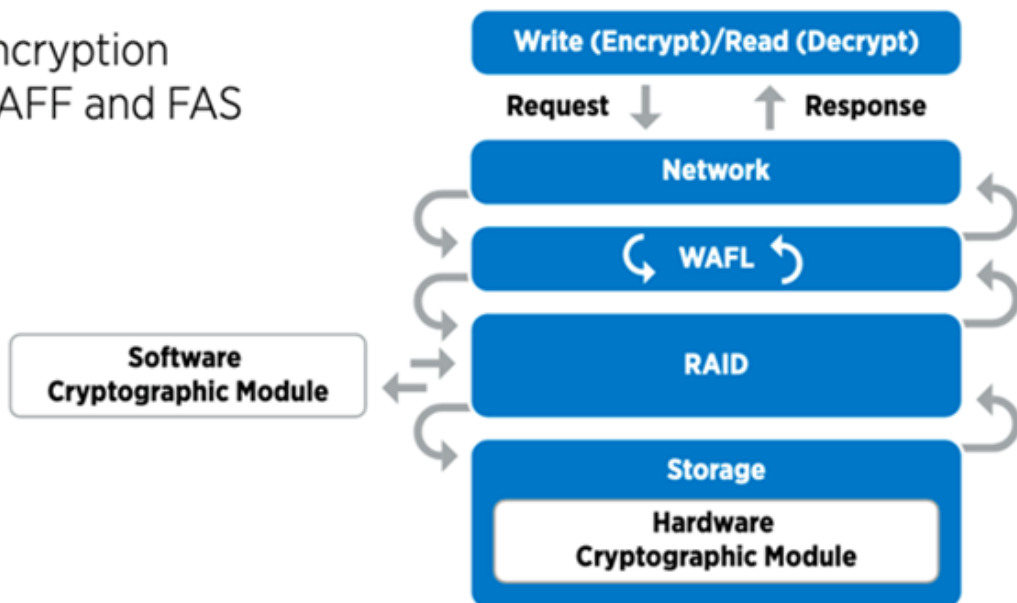 ncryption
AFF and FAS
Write (Encrypt)/Read (Decrypt)
Request
Response
Network
WAFL
RAID
Software
Cryptographic Module
Storage
Hardware
Cryptographic Module